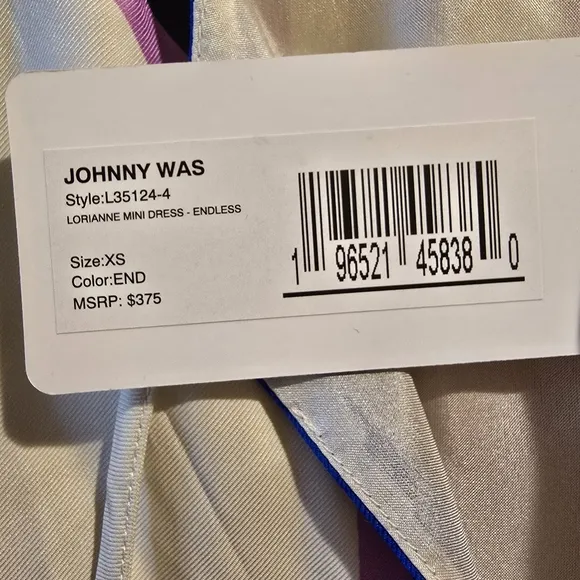 JOHNNY WAS
Style:L35124-4
LORIANNE MINI DRESS - ENDLESS
Size:XS
Color:END
MSRP: $375
1 96521 45838 0